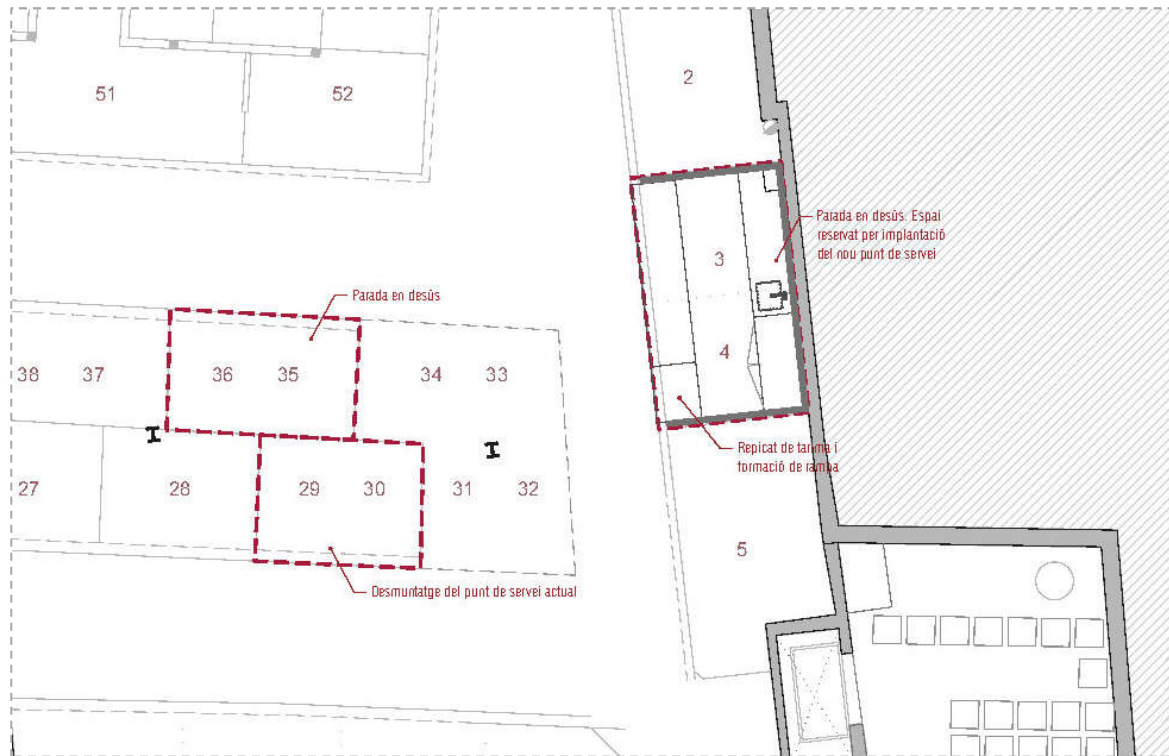 51
52
2
Parada en desús. Espai
reservat per implantació
del nou punt de servei
3
Parada en desús
4
38
37
36
35
34
33
Repicat de tarima i
formació de rampa
27
28
29
30
31
32
5
Desmuntatge del punt de servei actual